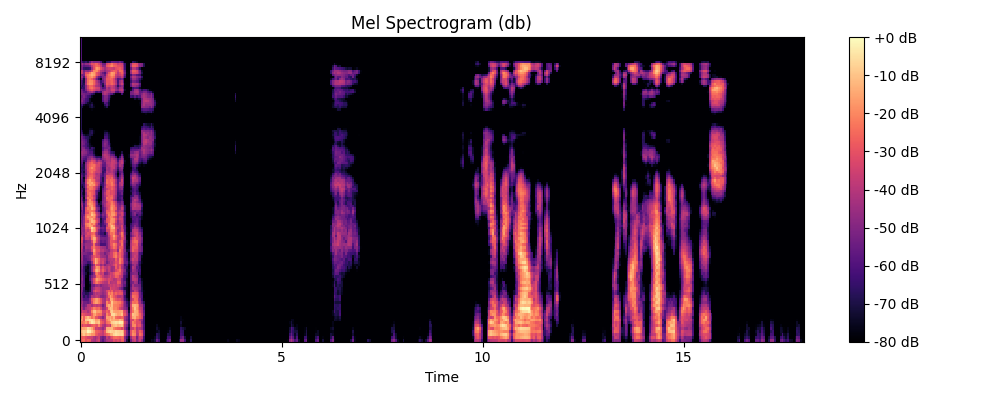 Mel Spectrogram (db)
8192
4096
2048
1024
512
0
Hz
0 5 10 15
Time
+0 dB
-10 dB
-20 dB
-30 dB
-40 dB
-50 dB
-60 dB
-70 dB
-80 dB